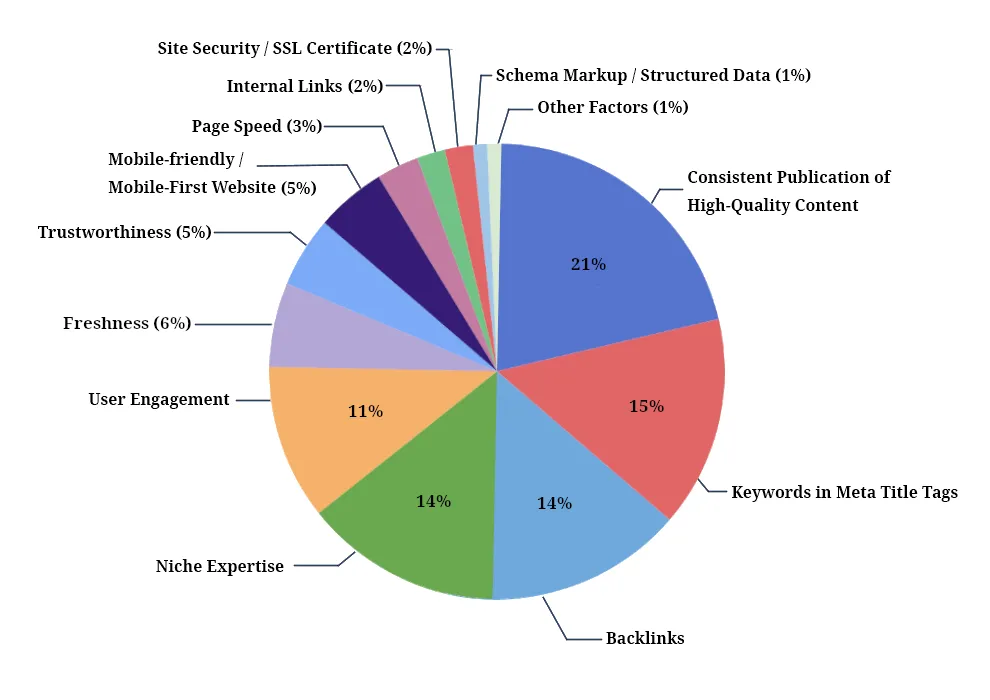 Site Security / SSL Certificate (2%)
Schema Markup / Structured Data (1%)
Internal Links (2%)
Other Factors (1%)
Page Speed (3%)
Mobile-friendly /
Mobile-First Website (5%)
Consistent Publication of
High-Quality Content
Trustworthiness (5%)
21%
Freshness (6%)
User Engagement
11%
15%
Keywords in Meta Title Tags
14%
14%
Niche Expertise
Backlinks